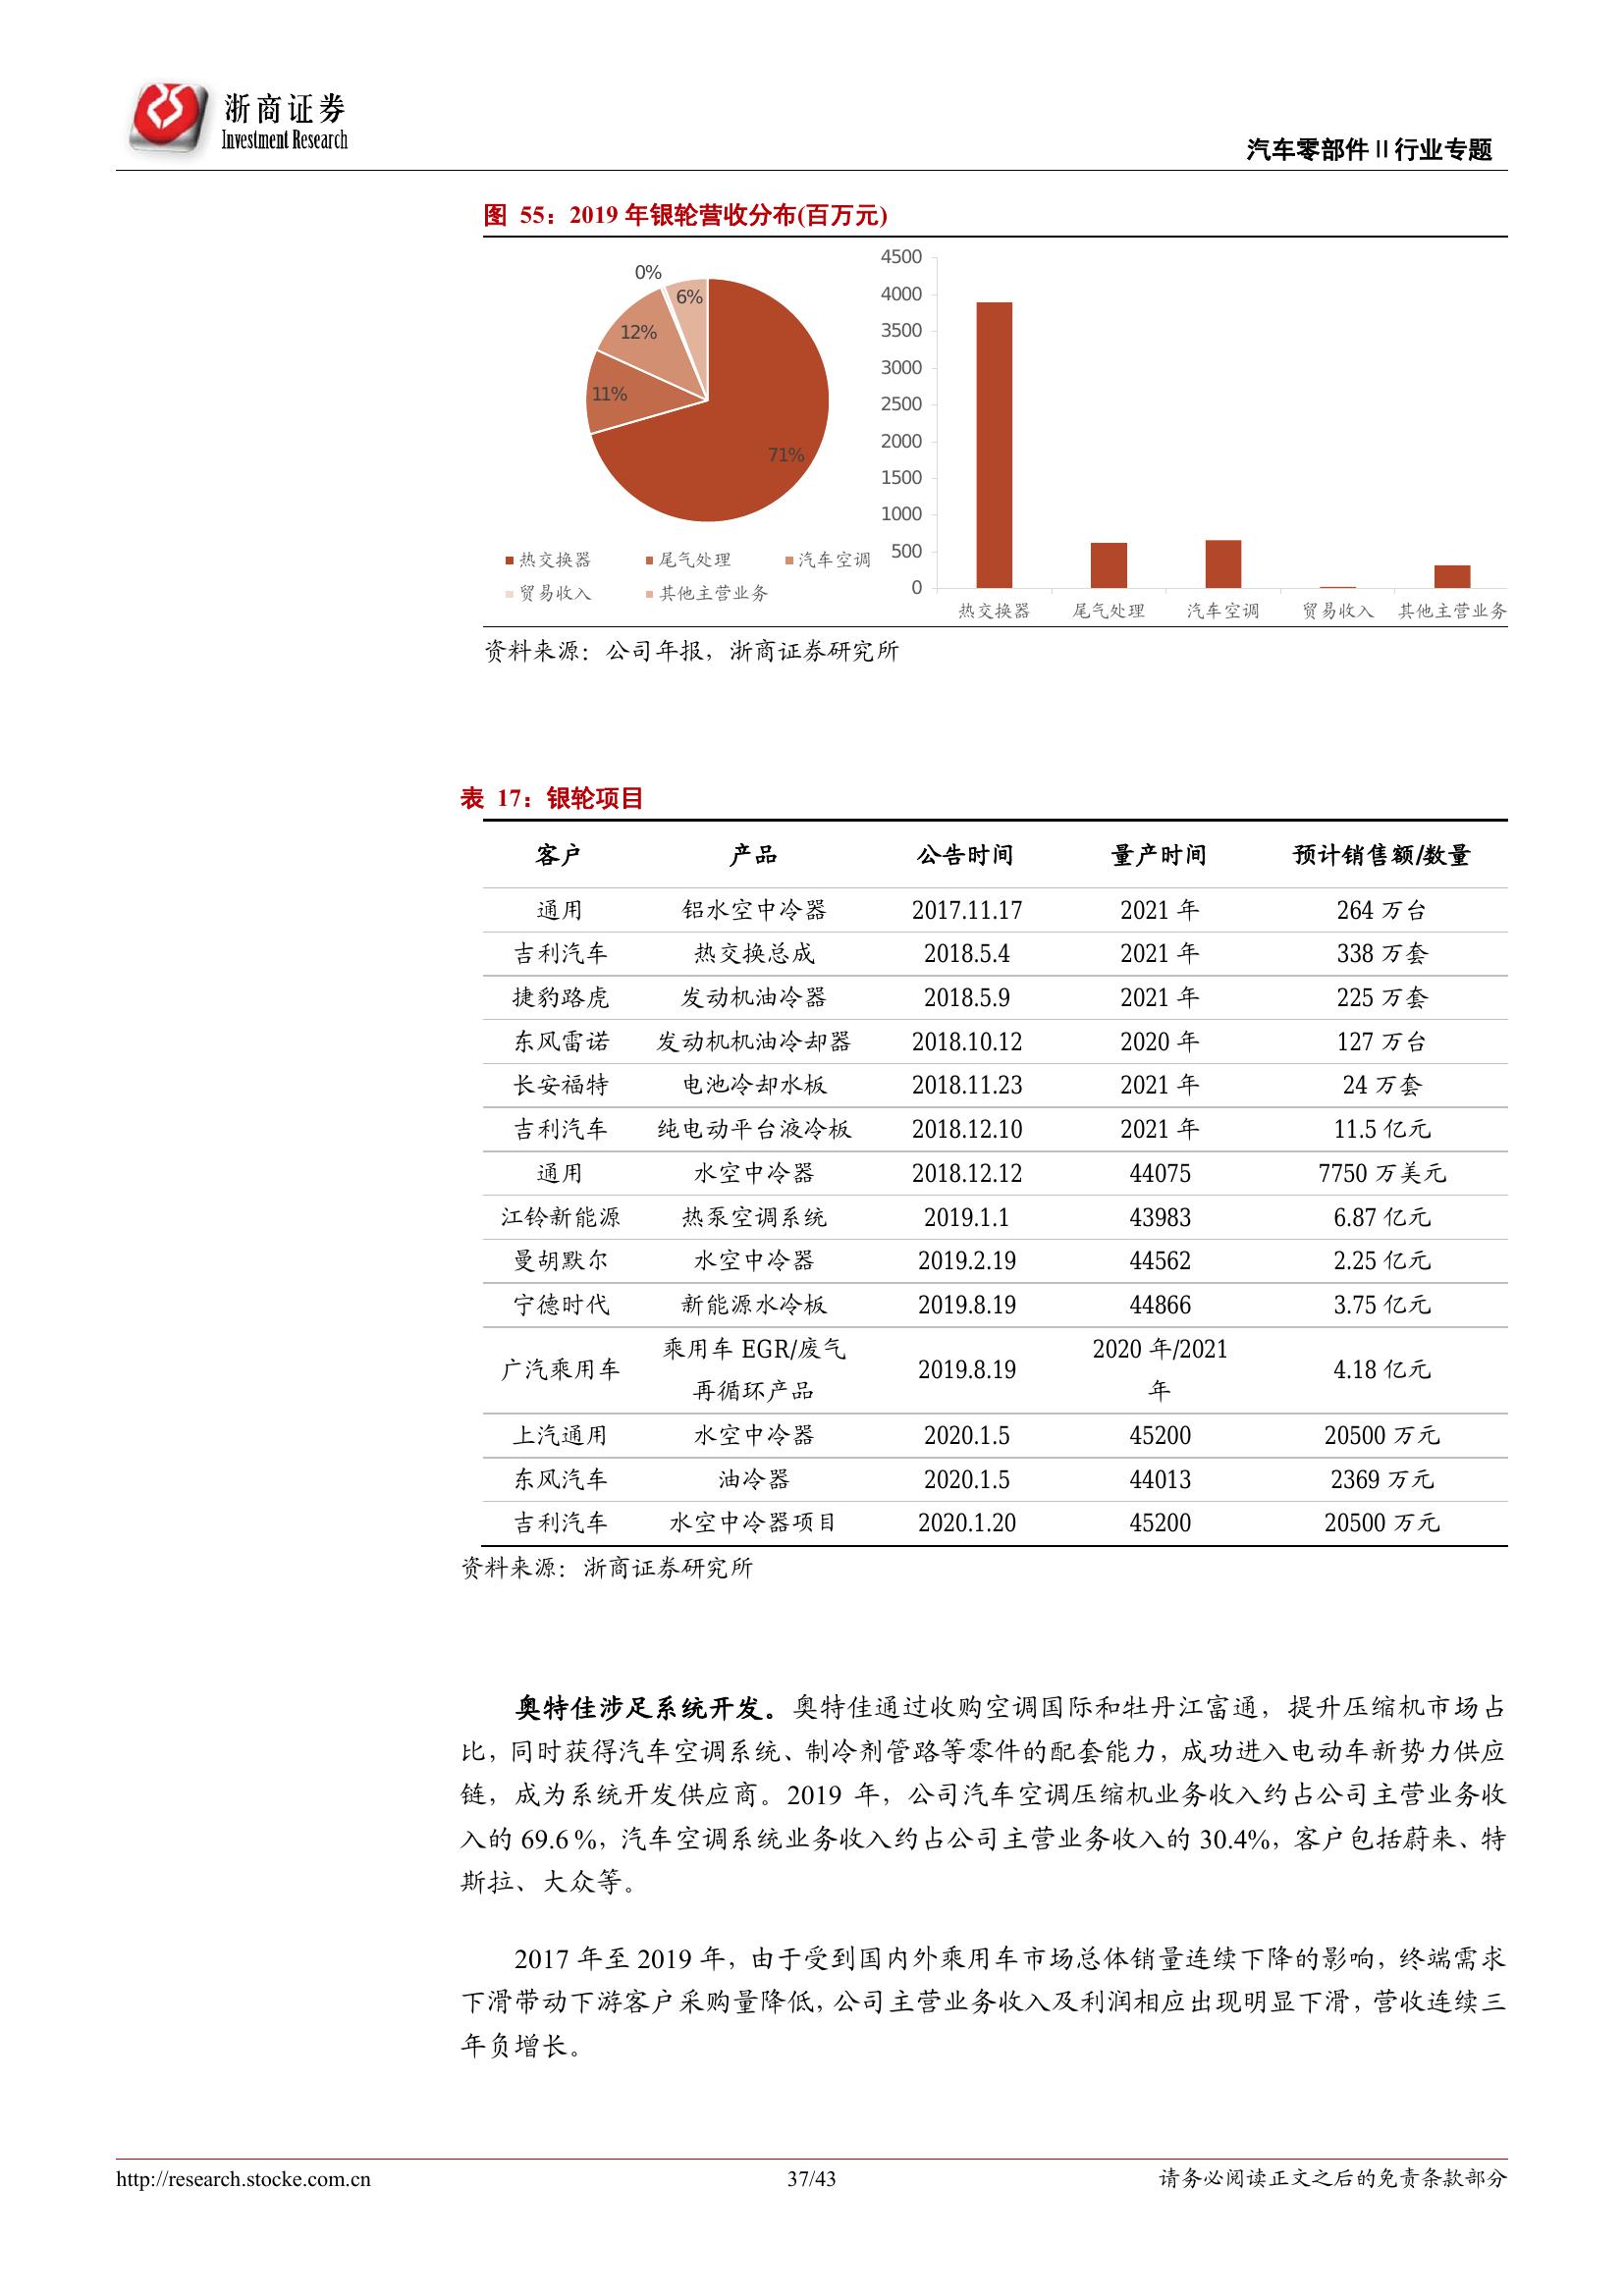 浙商证券
Investment Research
汽车零部件Ⅱ行业专题
图 55：2019 年银轮营收分布(百万元)
0%
6%
12%
11%
71%
热交换器 尾气处理 汽车空调
贸易收入 其他主营业务
4500
4000
3500
3000
2500
2000
1500
1000
500
0
热交换器 尾气处理 汽车空调 贸易收入 其他主营业务
资料来源：公司年报，浙商证券研究所
表 17：银轮项目
客户 产品 公告时间 量产时间 预计销售额/数量
通用 铝水空中冷器 2017.11.17 2021 年 264 万台
吉利汽车 热交换总成 2018.5.4 2021 年 338 万套
捷豹路虎 发动机油冷器 2018.5.9 2021 年 225 万套
东风雷诺 发动机机油冷却器 2018.10.12 2020 年 127 万台
长安福特 电池冷却水板 2018.11.23 2021 年 24 万套
吉利汽车 纯电动平台液冷板 2018.12.10 2021 年 11.5 亿元
通用 水空中冷器 2018.12.12 44075 7750 万美元
江铃新能源 热泵空调系统 2019.1.1 43983 6.87 亿元
曼胡默尔 水空中冷器 2019.2.19 44562 2.25 亿元
宁德时代 新能源水冷板 2019.8.19 44866 3.75 亿元
广汽乘用车 乘用车 EGR/废气 2019.8.19 2020 年/2021 4.18 亿元
再循环产品 年
上汽通用 水空中冷器 2020.1.5 45200 20500 万元
东风汽车 油冷器 2020.1.5 44013 2369 万元
吉利汽车 水空中冷器项目 2020.1.20 45200 20500 万元
资料来源：浙商证券研究所
奥特佳涉足系统开发。奥特佳通过收购空调国际和牡丹江富通，提升压缩机市场占
比，同时获得汽车空调系统、制冷剂管路等零件的配套能力，成功进入电动车新势力供应
链，成为系统开发供应商。2019 年，公司汽车空调压缩机业务收入约占公司主营业务收
入的 69.6%，汽车空调系统业务收入约占公司主营业务收入的 30.4%，客户包括蔚来、特
斯拉、大众等。
2017 年至 2019 年，由于受到国内外乘用车市场总体销量连续下降的影响，终端需求
下滑带动下游客户采购量降低，公司主营业务收入及利润相应出现明显下滑，营收连续三
年负增长。
http://research.stocke.com.cn 37/43 请务必阅读正文之后的免责条款部分